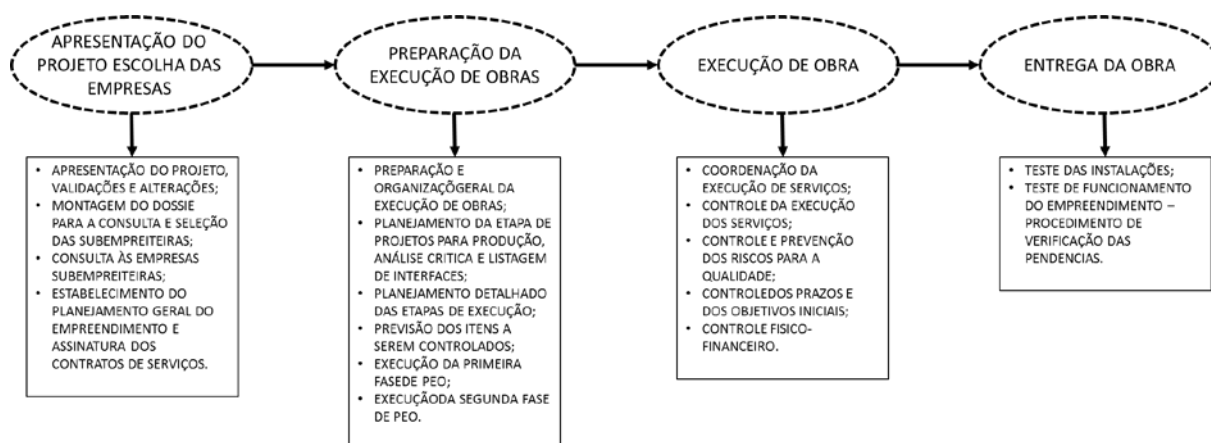 APRESENTAÇÃO DO
PROJETO ESCOLHA DAS
EMPRESAS
PREPARAÇÃO DA
EXECUÇÃO DE OBRAS
EXECUÇÃO DE OBRA
ENTREGA DA OBRA
• APRESENTAÇÃO DO PROJETO,
VALIDAÇÕES E ALTERAÇÕES;
• MONTAGEM DO DOSSIE
PARA A CONSULTA E SELEÇÃO
DAS SUBEMPREITEIRAS;
• CONSULTA ÀS EMPRESAS
SUBEMPREITEIRAS;
• ESTABELECIMENTO DO
PLANEJAMENTO GERAL DO
EMPREENDIMENTO E
ASSINATURA DOS
CONTRATOS DE SERVIÇOS.
• PREPARAÇÃO E
ORGANIZAÇÕGERAL DA
EXECUÇÃO DE OBRAS;
• PLANEJAMENTO DA ETAPA DE
PROJETOS PARA PRODUÇÃO,
ANÁLISE CRITICA E LISTAGEM
DE INTERFACES;
• PLANEJAMENTO DETALHADO
DAS ETAPAS DE EXECUÇÃO;
• PREVISÃO DOS ITENS A
SEREM CONTROLADOS;
• EXECUÇÃO DA PRIMEIRA
FASEDE PEO;
• EXECUÇÃODA SEGUNDA FASE
DE PEO.
• COORDENAÇÃO DA
EXECUÇÃO DE SERVIÇOS;
• CONTROLE DA EXECUÇÃO
DOS SERVIÇOS;
• CONTROLE E PREVENÇÃO
DOS RISCOS PARA A
QUALIDADE;
• CONTROLEDOS PRAZOS E
DOS OBJETIVOS INICIAIS;
• CONTROLE FISICO-
FINANCEIRO.
• TESTE DAS INSTALAÇÕES;
• TESTE DE FUNCIONAMENTO
DO EMPREENDIMENTO –
PROCEDIMENTO DE
VERIFICAÇÃO DAS
PENDENCIAS.